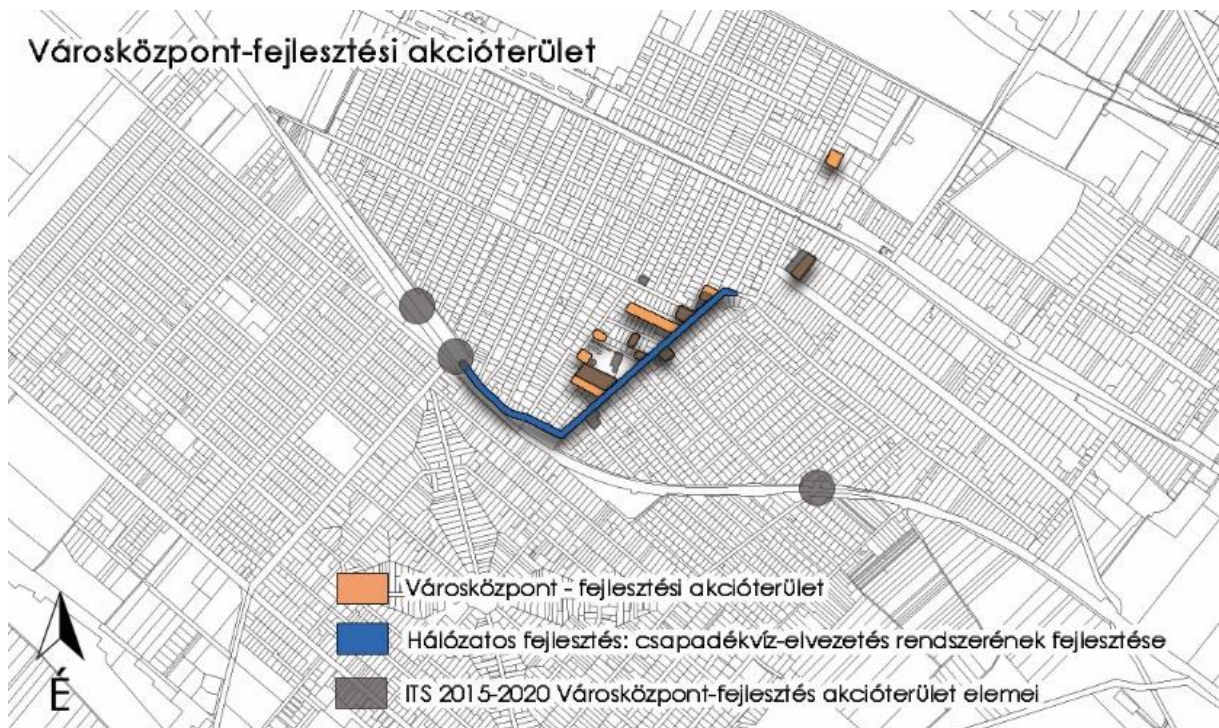 Városközpont-fejlesztési akcióterület
Városközpont - fejlesztési akcióterület
Hálózatos fejlesztés: csapadékvíz-elvezetés rendszerének fejlesztése
ITS 2015-2020 Városközpont-fejlesztés akcióterület elemei
É